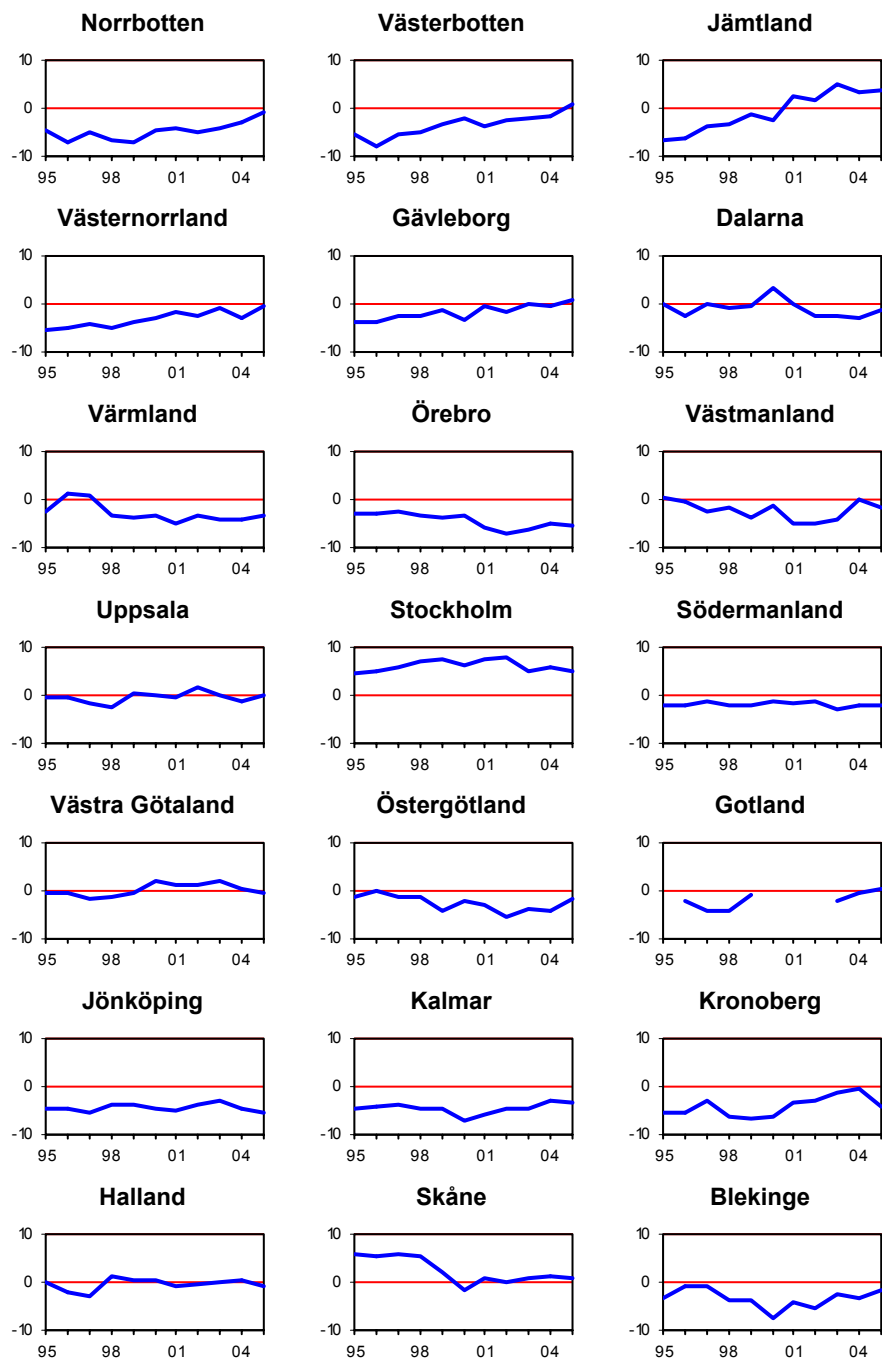 Norrbotten Västerbotten Jämtland
10 10 10
0 0 0
-10 -10 -10
95 98 01 04 95 98 01 04 95 98 01 04
Västernorrland Gävleborg Dalarna
10 10 10
0 0 0
-10 -10 -10
95 98 01 04 95 98 01 04 95 98 01 04
Värmland Örebro Västmanland
10 10 10
0 0 0
-10 -10 -10
95 98 01 04 95 98 01 04 95 98 01 04
Uppsala Stockholm Södermanland
10 10 10
0 0 0
-10 -10 -10
95 98 01 04 95 98 01 04 95 98 01 04
Västra Götaland Östergötland Gotland
10 10 10
0 0 0
-10 -10 -10
95 98 01 04 95 98 01 04 95 98 01 04
Jönköping Kalmar Kronoberg
10 10 10
0 0 0
-10 -10 -10
95 98 01 04 95 98 01 04 95 98 01 04
Halland Skåne Blekinge
10 10 10
0 0 0
-10 -10 -10
95 98 01 04 95 98 01 04 95 98 01 04